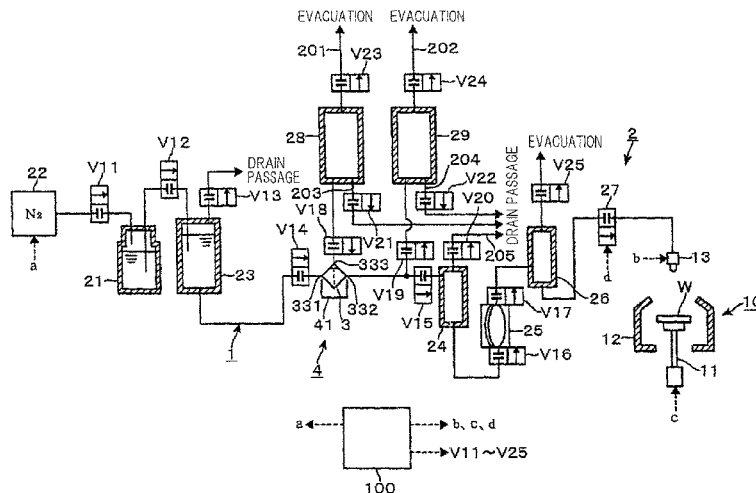 EVACUATION EVACUATION
201 202
V23 V24
28 29
EVACUATION
V12
V11
DRAIN PASSAGE
22
N2
a
V13
203 204
V22
DRAIN PASSAGE
V25
2
27
V18
V21
V20
205
d
b 13
21 23
V14
333
V19
V15
26
V17
W
10
331 41 3 332
24
25
12
11
1
4
V16
c
a b、c、d
V11～V25
100